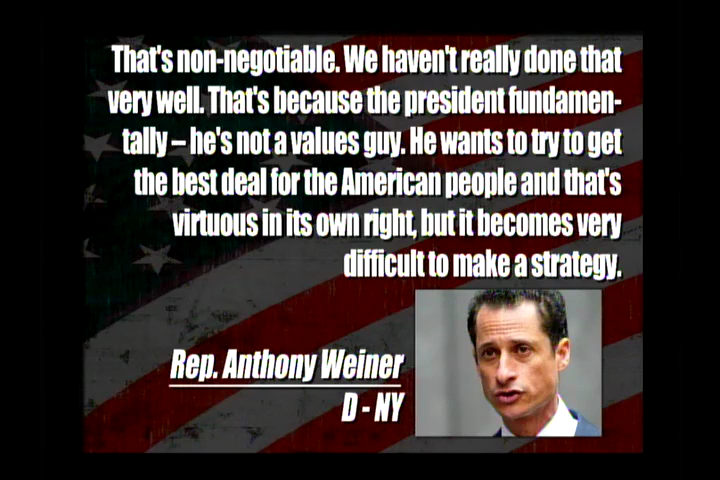 That's non-negotiable. We haven't really done that
very well. That's because the president fundamen-
tally – he's not a values guy. He wants to try to get
the best deal for the American people and that's
virtuous in its own right, but it becomes very
difficult to make a strategy.
Rep. Anthony Weiner
D - NY